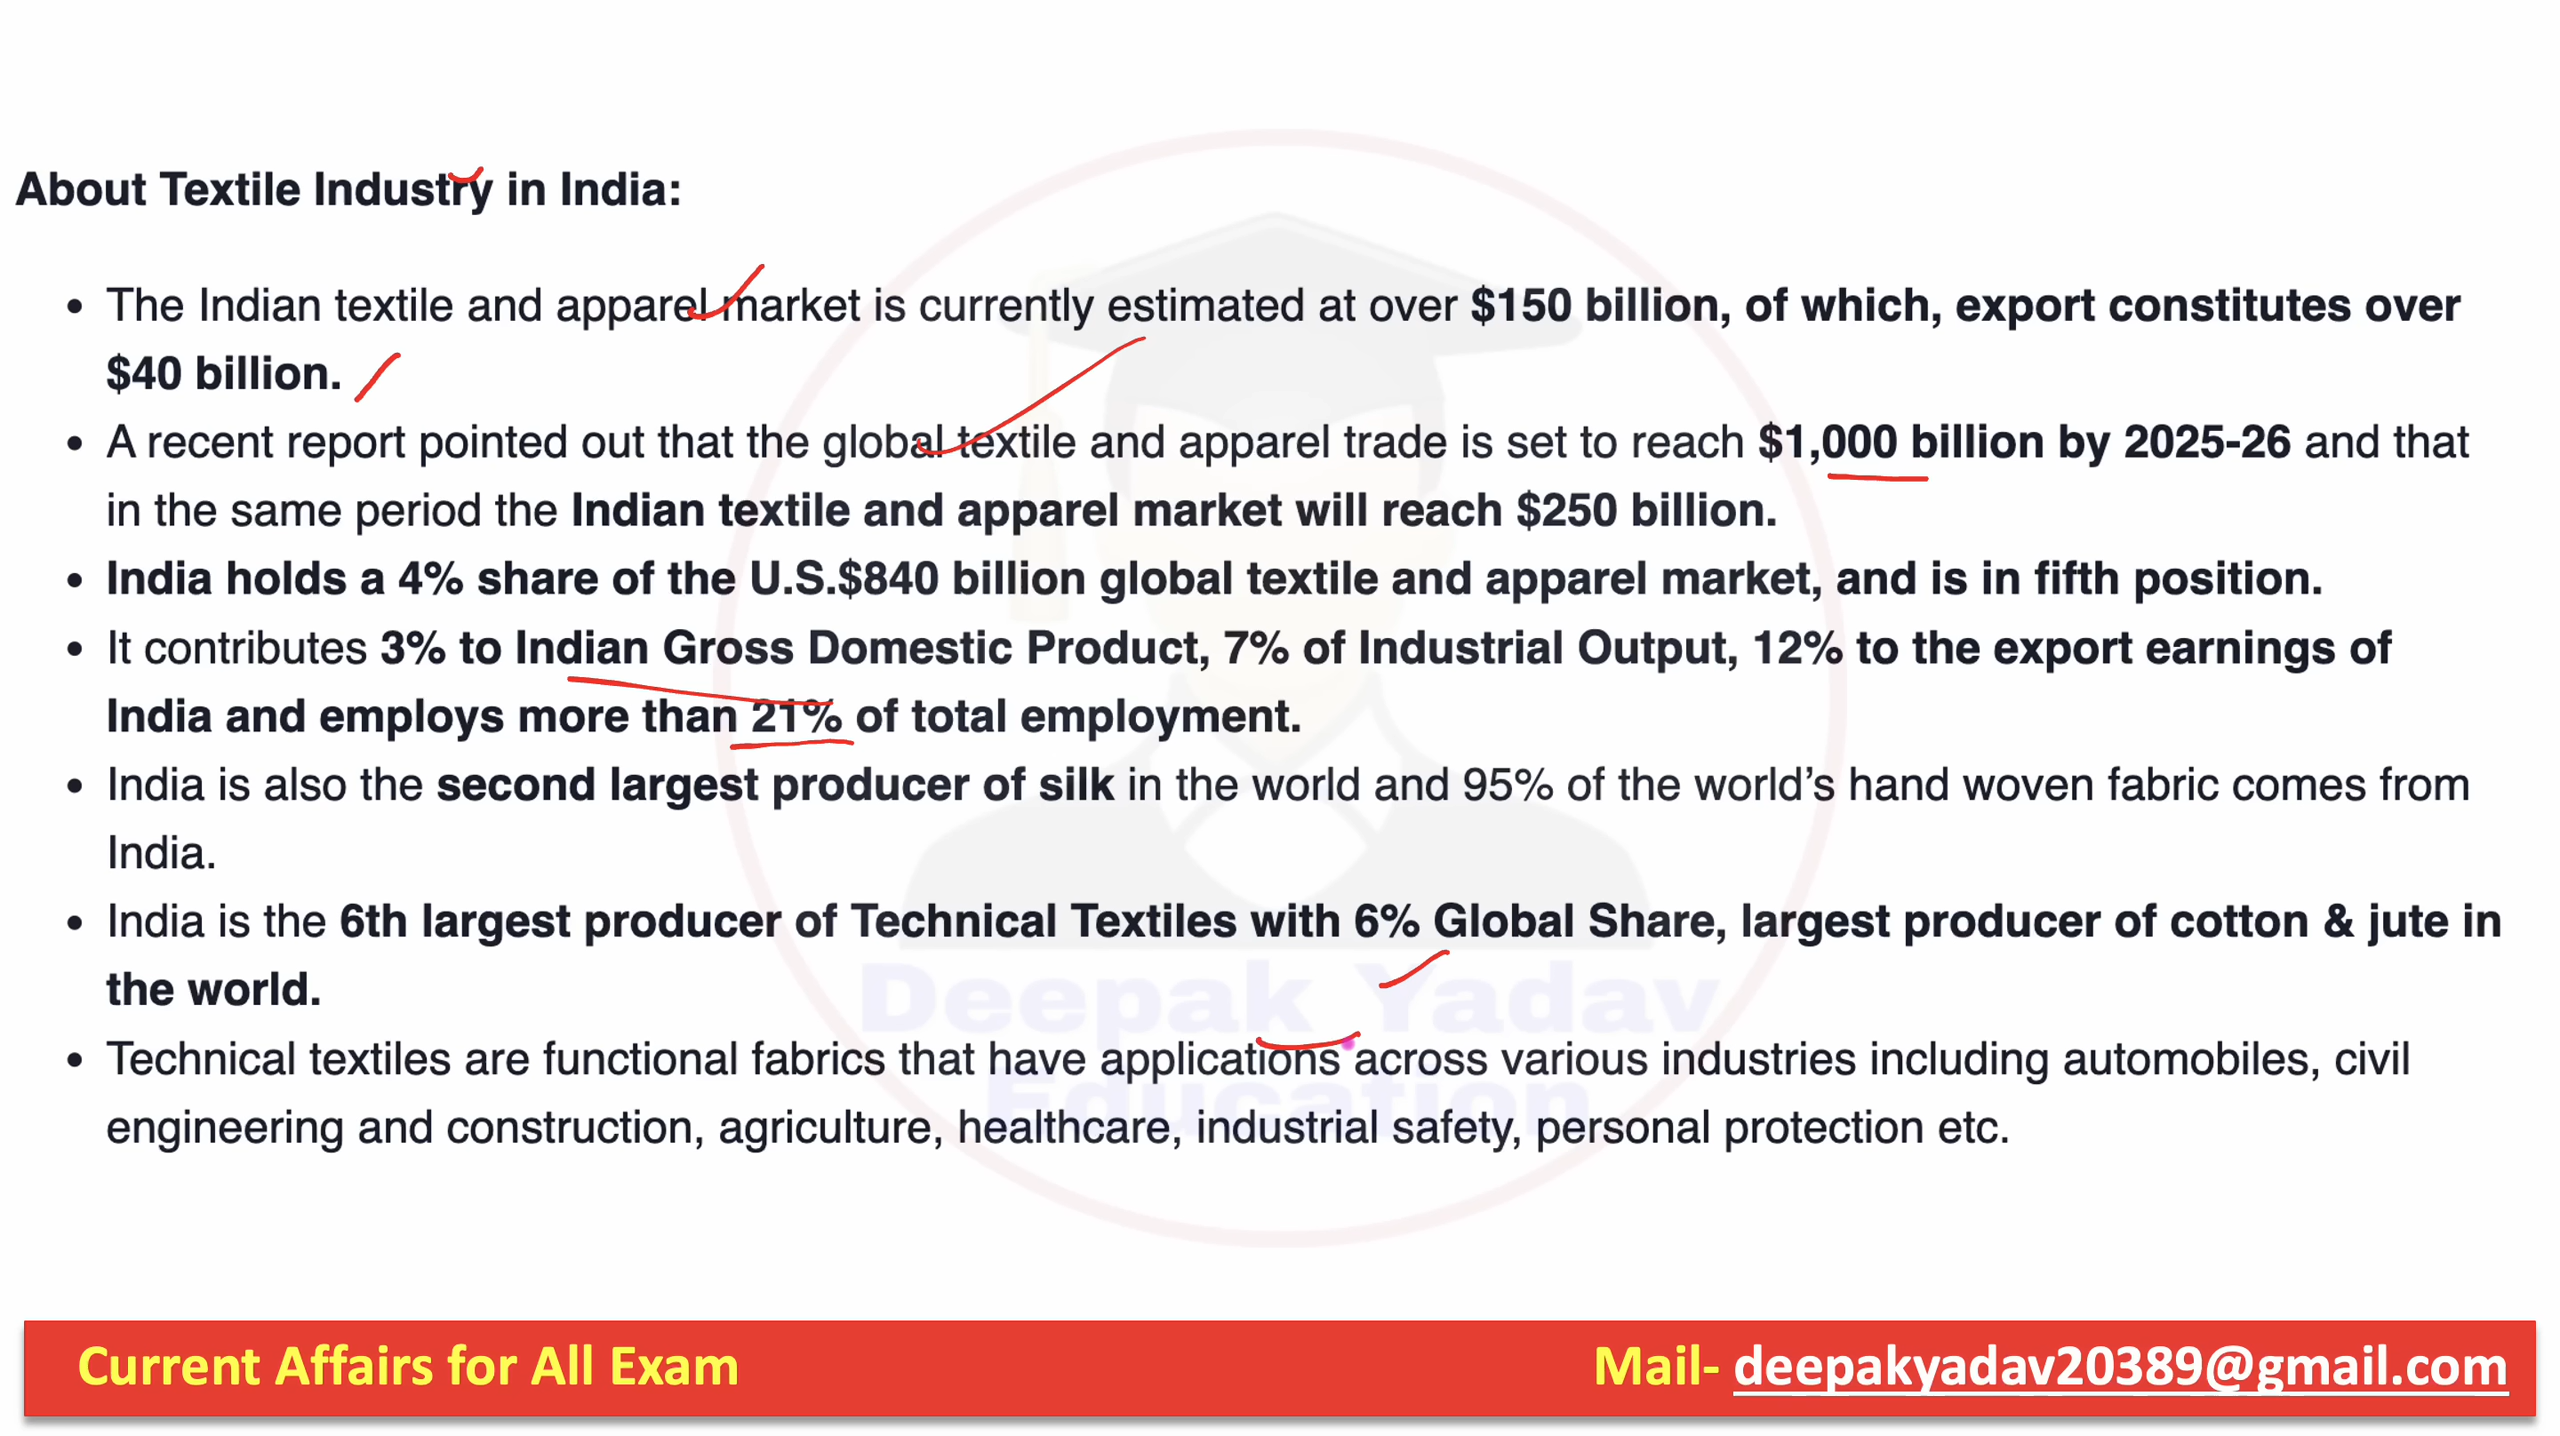 About Textile Industry in India:
• The Indian textile and apparel market is currently estimated at over $150 billion, of which, export constitutes over
$40 billion.
• A recent report pointed out that the global textile and apparel trade is set to reach $1,000 billion by 2025-26 and that
in the same period the Indian textile and apparel market will reach $250 billion.
• India holds a 4% share of the U.S.$840 billion global textile and apparel market, and is in fifth position.
• It contributes 3% to Indian Gross Domestic Product, 7% of Industrial Output, 12% to the export earnings of
India and employs more than 21% of total employment.
• India is also the second largest producer of silk in the world and 95% of the world’s hand woven fabric comes from
India.
• India is the 6th largest producer of Technical Textiles with 6% Global Share, largest producer of cotton & jute in
the world.
Deepak Yadav
• Technical textiles are functional fabrics that have applications across various industries including automobiles, civil
Education
engineering and construction, agriculture, healthcare, industrial safety, personal protection etc.
Current Affairs for All Exam
Mail- deepakyadav20389@gmail.com